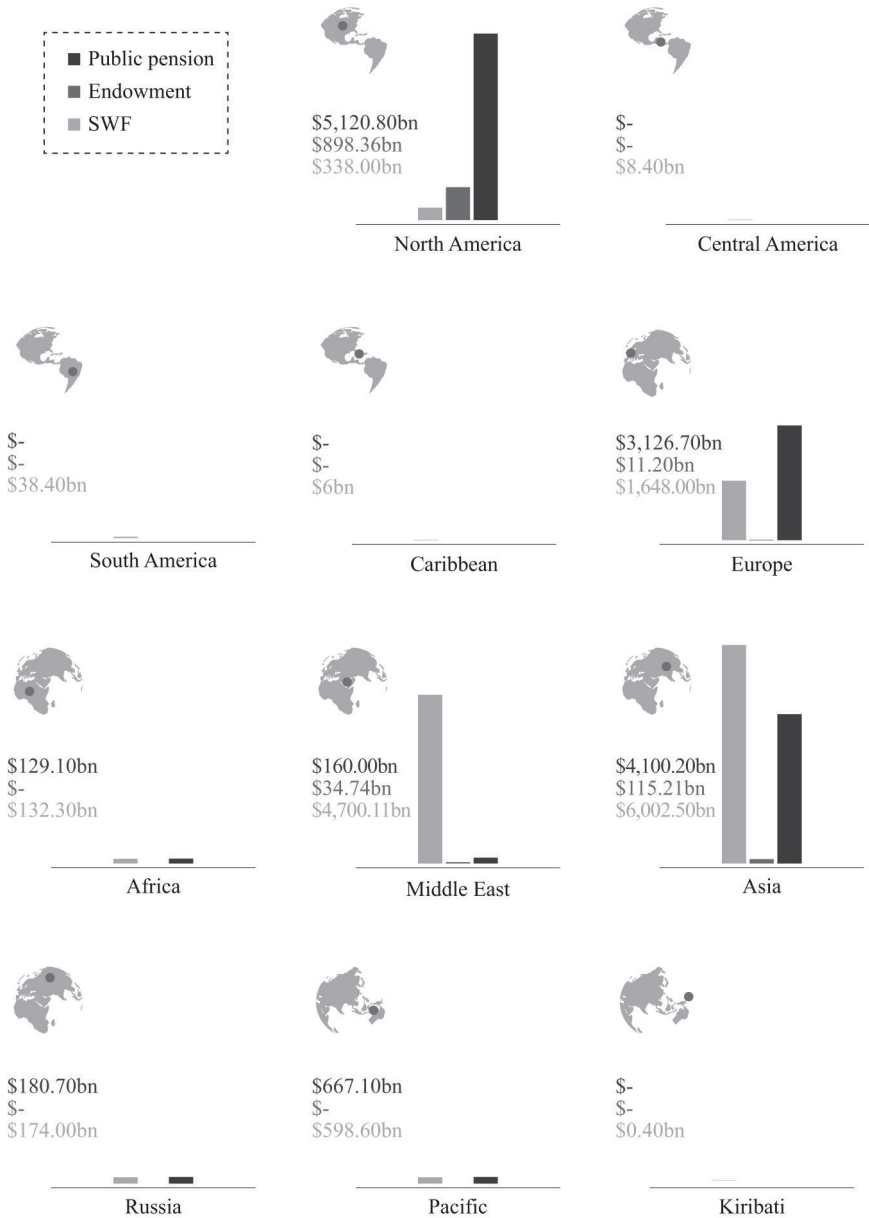 Public pension
Endowment
SWF
$5,120.80bn
$898.36bn
$338.00bn
North America
$-
$-
$8.40bn
Central America
$-
$-
$38.40bn
South America
$-
$-
$6bn
Caribbean
$3,126.70bn
$11.20bn
$1,648.00bn
Europe
$129.10bn
$-
$132.30bn
Africa
$160.00bn
$34.74bn
$4,700.11bn
Middle East
$4,100.20bn
$115.21bn
$6,002.50bn
Asia
$180.70bn
$-
$174.00bn
Russia
$667.10bn
$-
$598.60bn
Pacific
$-
$-
$0.40bn
Kiribati